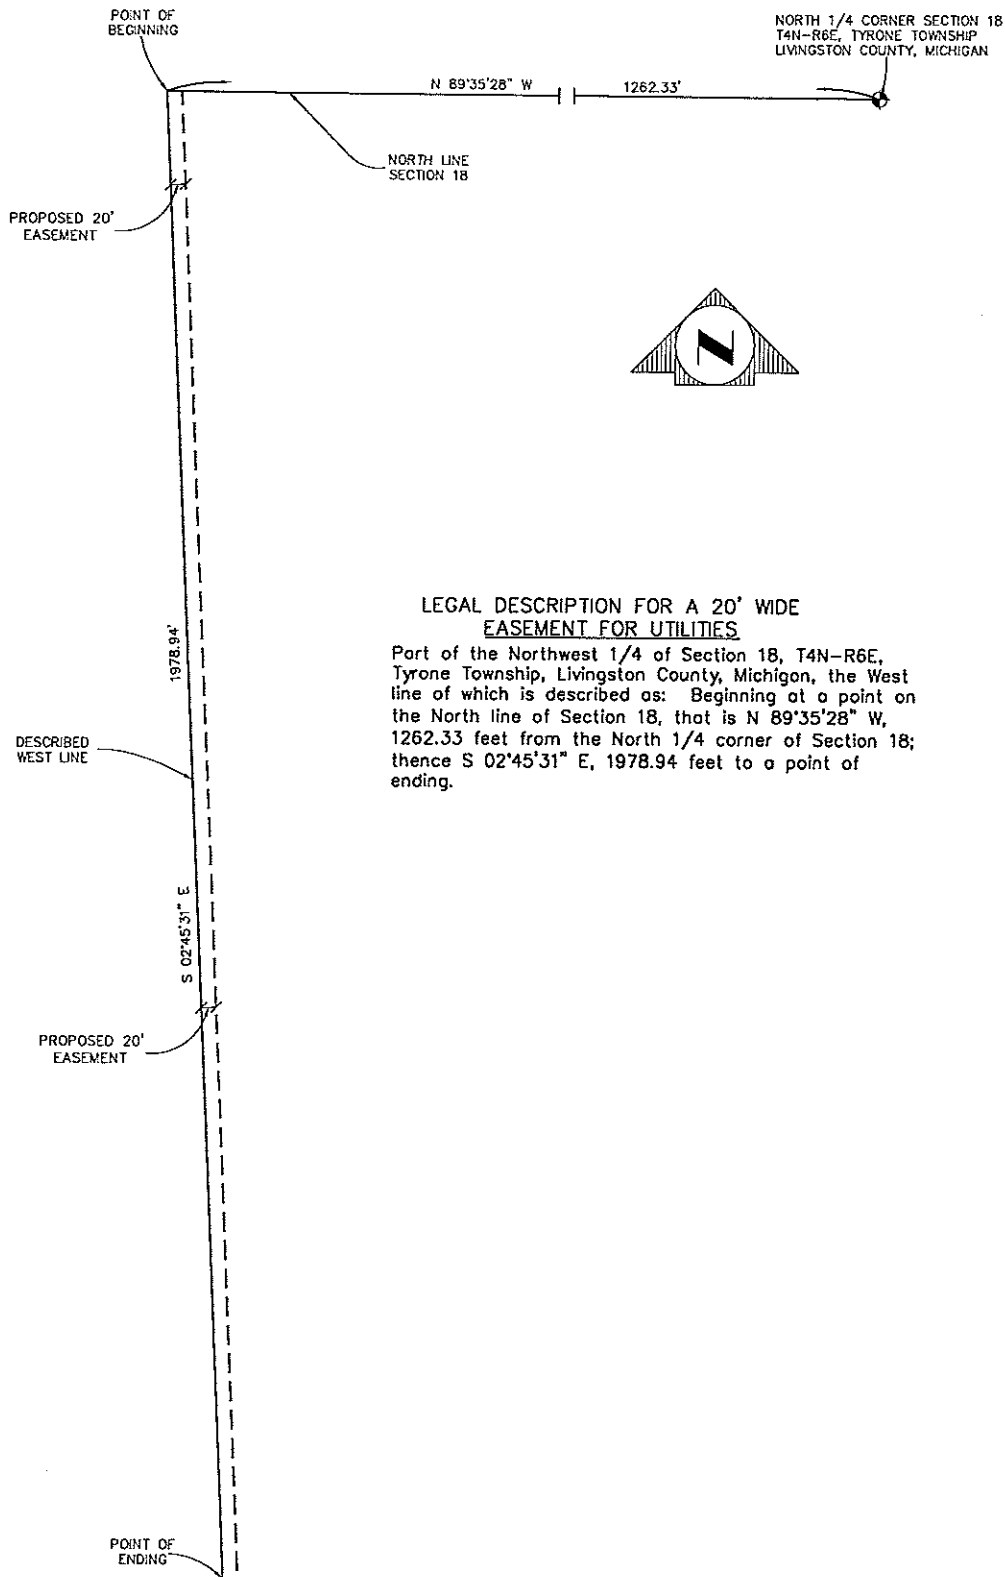 POINT OF
BEGINNING
NORTH 1/4 CORNER SECTION 18
T4N-R6E, TYRONE TOWNSHIP
LIVINGSTON COUNTY, MICHIGAN
N 89°35'28" W
1262.33'
NORTH LINE
SECTION 18
PROPOSED 20'
EASEMENT
N
LEGAL DESCRIPTION FOR A 20' WIDE
EASEMENT FOR UTILITIES
Part of the Northwest 1/4 of Section 18, T4N-R6E,
Tyrone Township, Livingston County, Michigan, the West
line of which is described as: Beginning at a point on
the North line of Section 18, that is N 89°35'28" W,
1262.33 feet from the North 1/4 corner of Section 18;
thence S 02°45'31" E, 1978.94 feet to a point of
ending.
1978.94'
DESCRIBED
WEST LINE
S 02°45'31" E
PROPOSED 20'
EASEMENT
POINT OF
ENDING